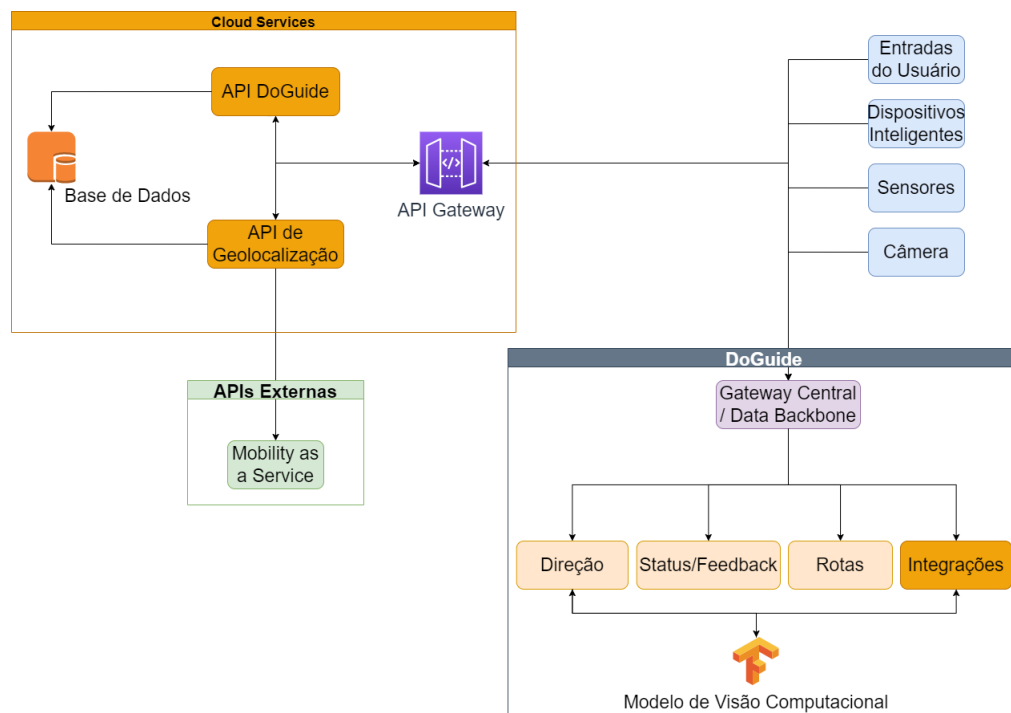 Cloud Services
API DoGuide
Base de Dados
API Gateway
API de
Geolocalização
APIs Externas
Mobility as
a Service
Entradas
do Usuário
Dispositivos
Inteligentes
Sensores
Câmera
DoGuide
Gateway Central
/ Data Backbone
Direção
Status/Feedback
Rotas
Integrações
Modelo de Visão Computacional